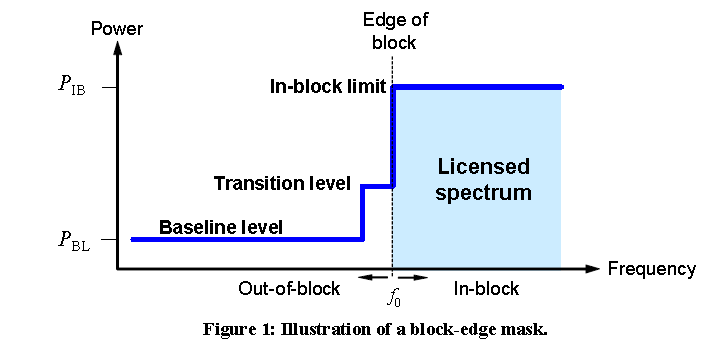 Edge of
block
Power
P_IB
In-block limit
Licensed
spectrum
Transition level
Baseline level
P_BL
Frequency
Out-of-block
f_0
In-block
Figure 1: Illustration of a block-edge mask.